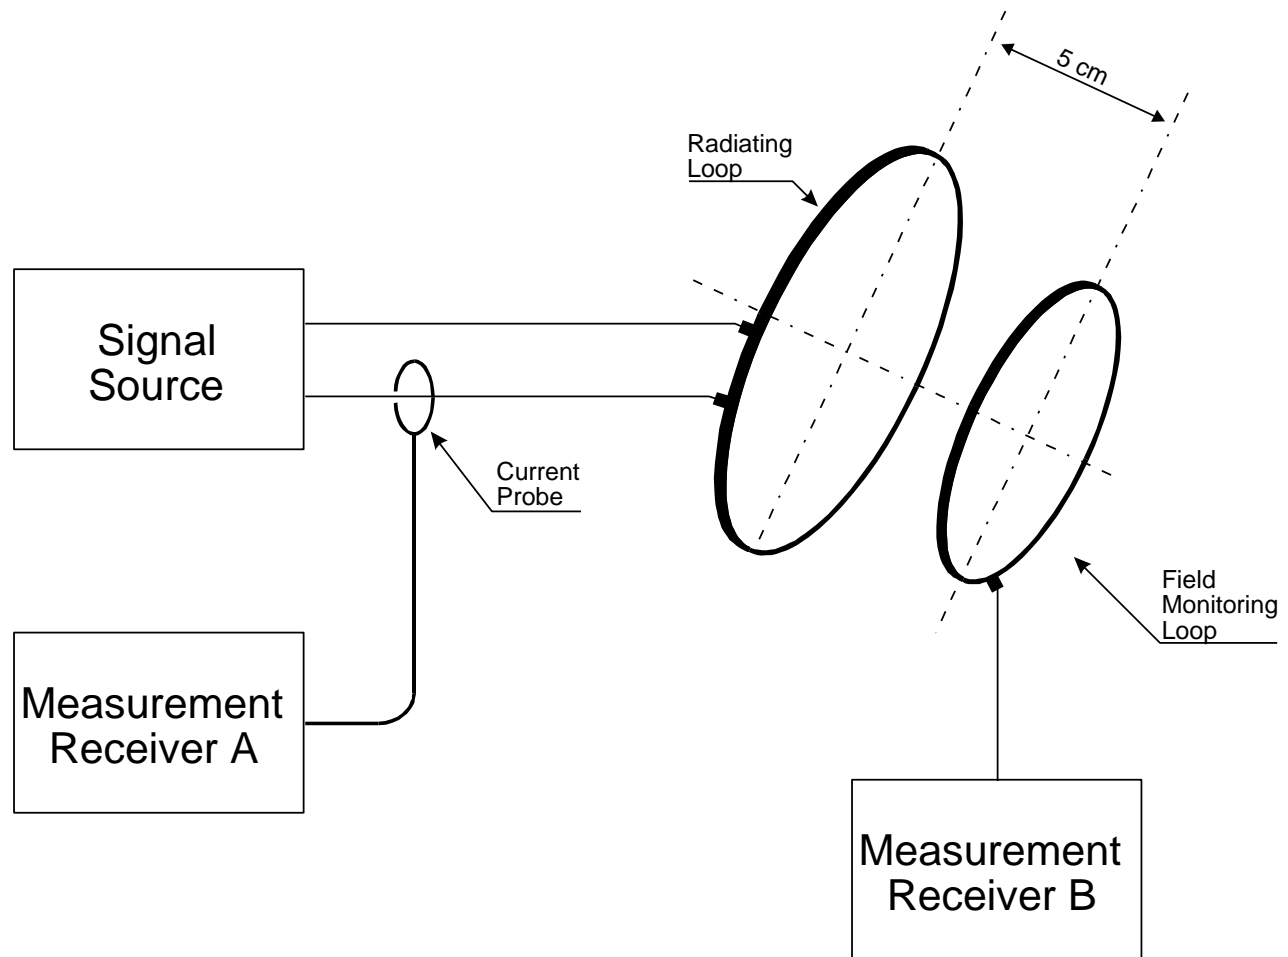 5 cm
Radiating
Loop
Signal
Source
Current
Probe
Field
Monitoring
Loop
Measurement
Receiver A
Measurement
Receiver B